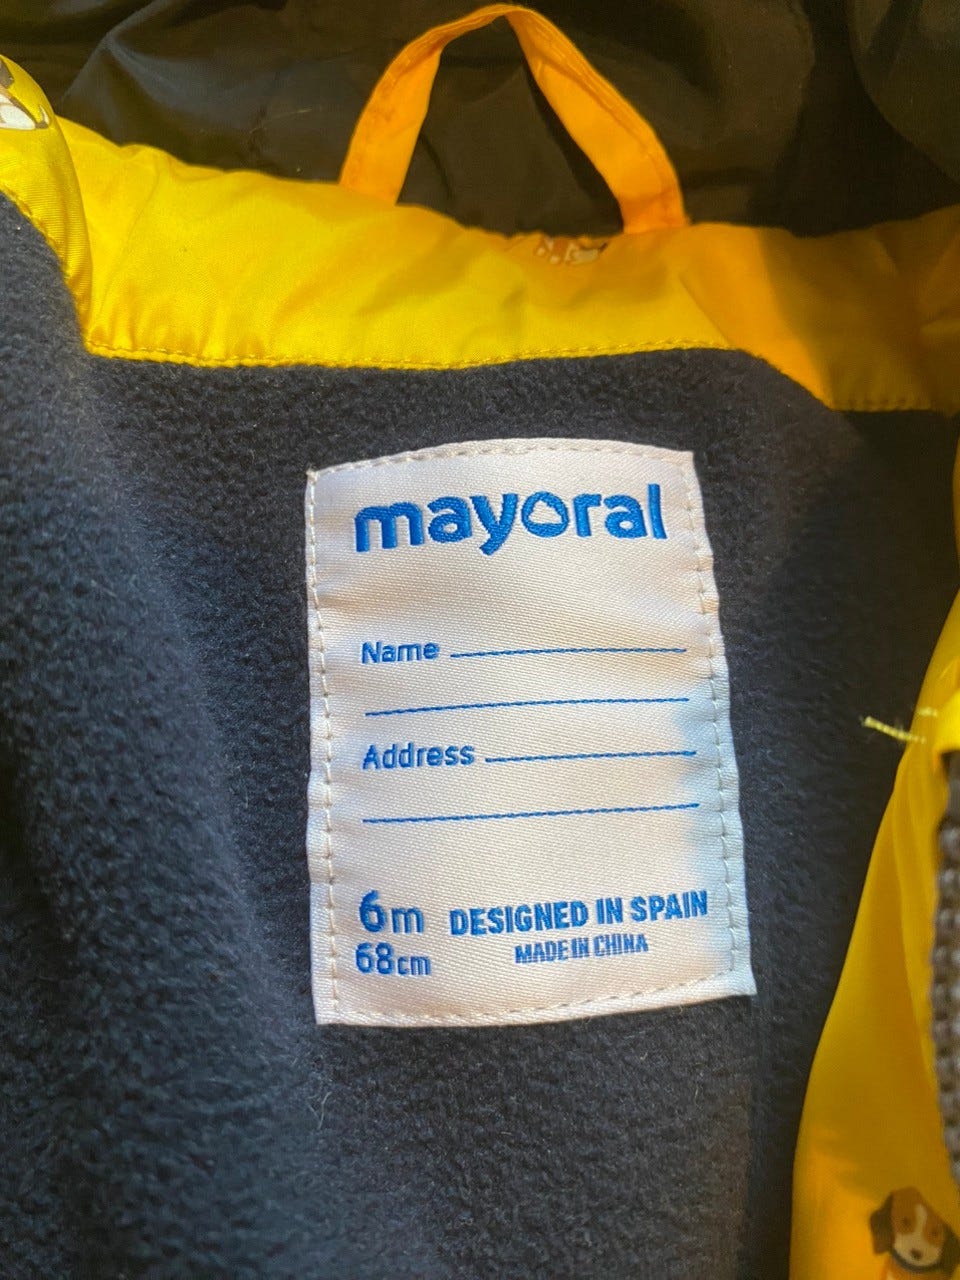 mayoral
Name
Address
6m DESIGNED IN SPAIN
68cm MADE IN CHINA